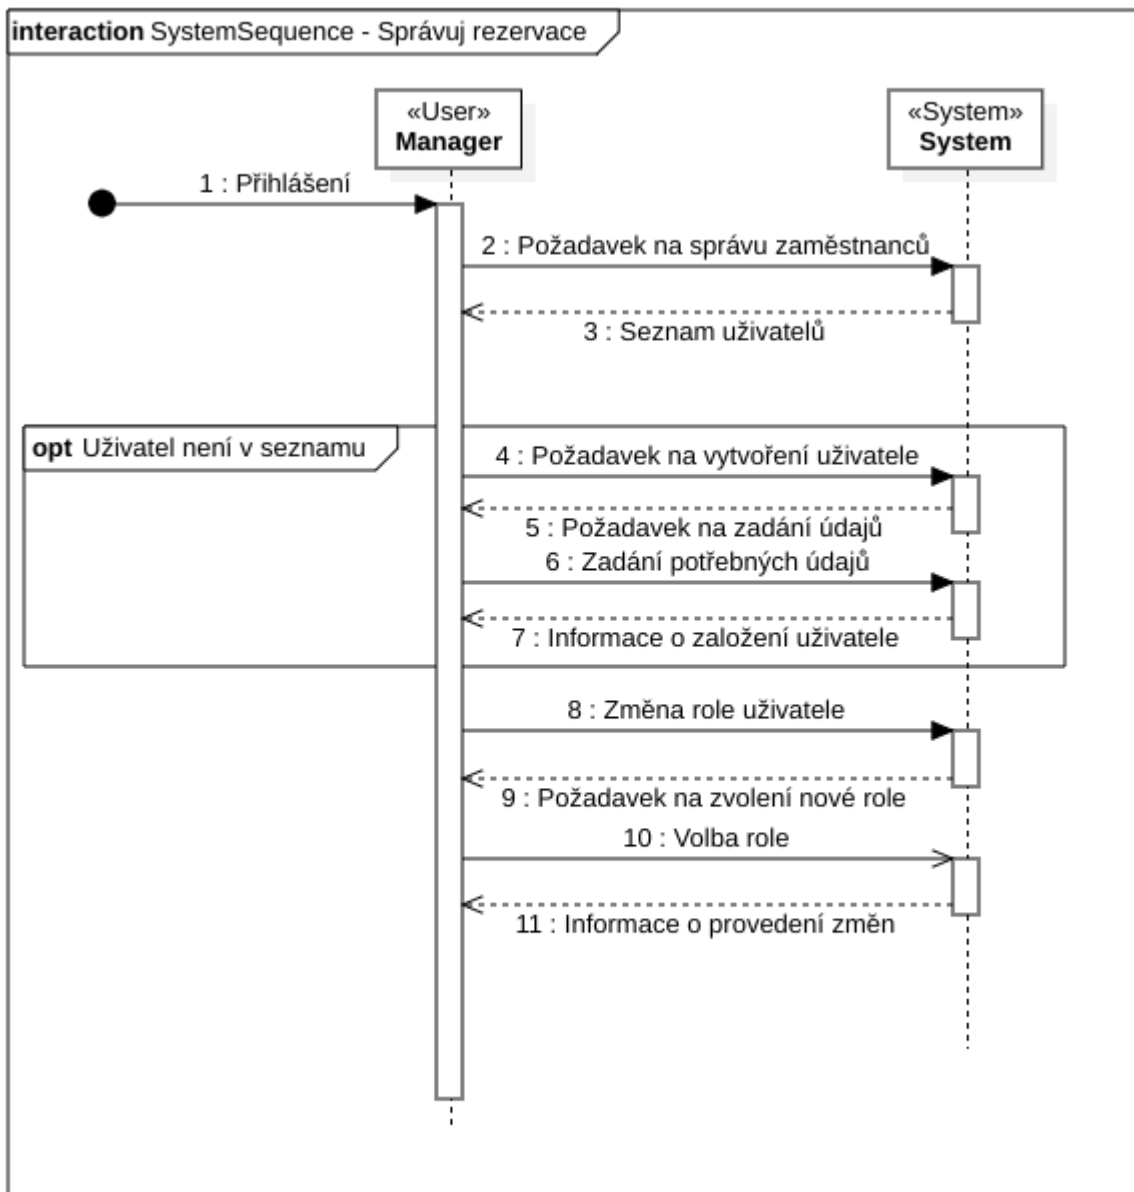 interaction SystemSequence - Správuj rezervace
«User»
Manager
«System»
System
1 : Přihlášení
2 : Požadavek na správu zaměstnanců
3 : Seznam uživatelů
opt Uživatel není v seznamu
4 : Požadavek na vytvoření uživatele
5 : Požadavek na zadání údajů
6 : Zadání potřebných údajů
7 : Informace o založení uživatele
8 : Změna role uživatele
9 : Požadavek na zvolení nové role
10 : Volba role
11 : Informace o provedení změn